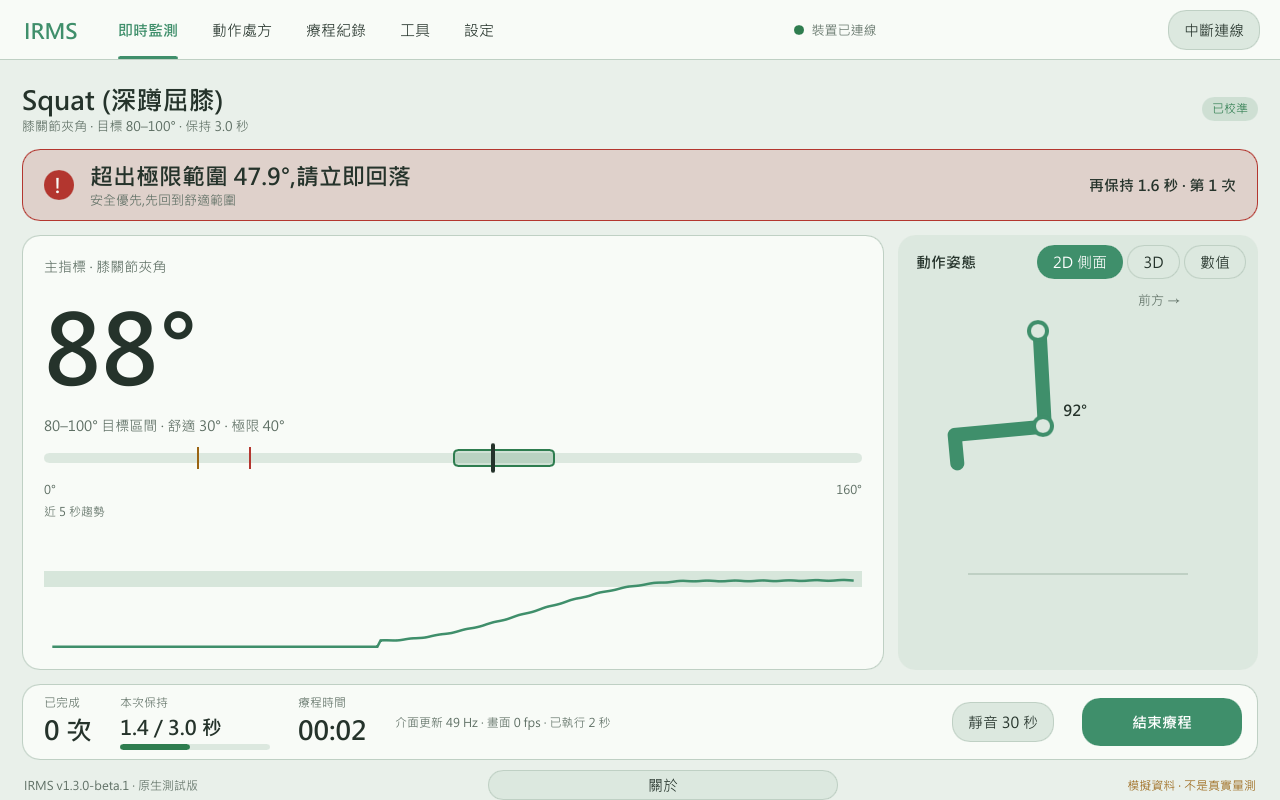 IRMS
即時監測
動作處方
療程紀錄
工具
設定
裝置已連線
中斷連線
Squat (深蹲屈膝)
膝關節夾角 · 目標 80–100° · 保持 3.0 秒
已校準
!
超出極限範圍 47.9°,請立即回落
安全優先,先回到舒適範圍
再保持 1.6 秒 · 第 1 次
主指標 · 膝關節夾角
88°
80–100° 目標區間 · 舒適 30° · 極限 40°
0°
160°
近 5 秒趨勢
動作姿態
2D 側面
3D
數值
前方 →
92°
已完成
0 次
本次保持
1.4 / 3.0 秒
療程時間
00:02
介面更新 49 Hz · 畫面 0 fps · 已執行 2 秒
靜音 30 秒
結束療程
IRMS v1.3.0-beta.1 · 原生測試版
關於
模擬資料 · 不是真實量測